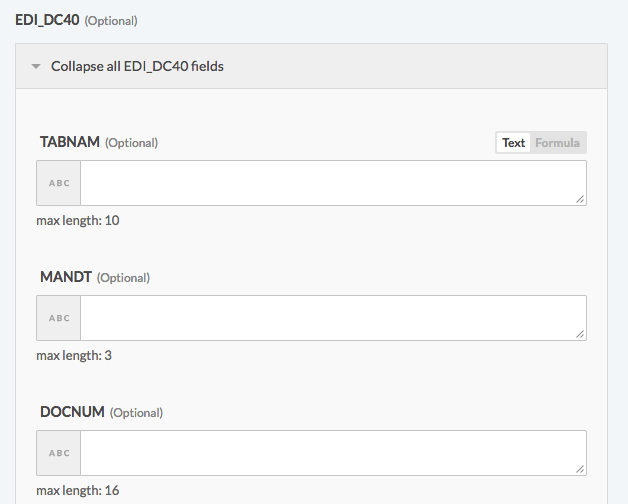 EDI_DC40 (Optional)
Collapse all EDI_DC40 fields
TABNAM (Optional) Text Formula
ABC
max length: 10
MANDT (Optional)
ABC
max length: 3
DOCNUM (Optional)
ABC
max length: 16